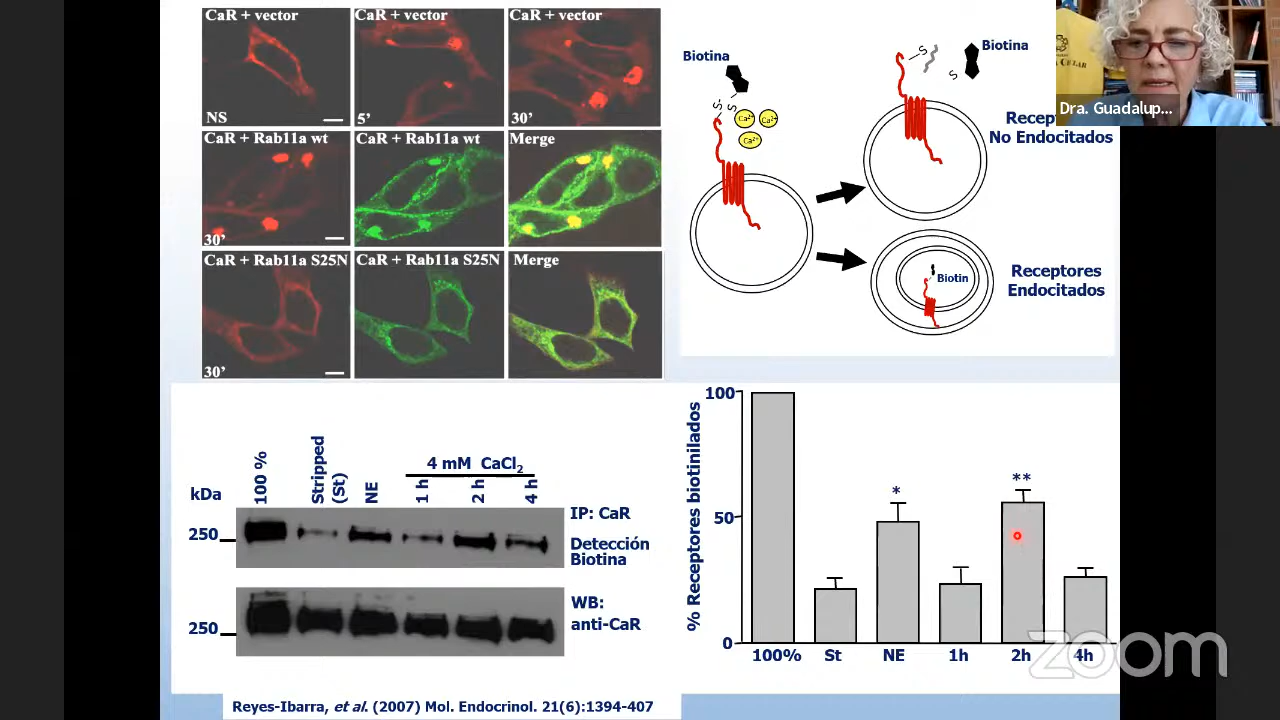 CaR + vector
CaR + vector
CaR + vector
NS
5’
30’
CaR + Rab11a wt
CaR + Rab11a wt
Merge
30’
CaR + Rab11a S25N
CaR + Rab11a S25N
Merge
30’
Biotina
S
S
S
Ca²⁺
Ca²⁺
Ca²⁺
S
S
Biotina
No Endocitados
Biotin
Receptores
Endocitados
Dra. Guadalup...
kDa
100 %
Stripped
(St)
NE
4 mM CaCl₂
1 h
2 h
4 h
250
IP: CaR
Detección
Biotina
250
WB:
anti-CaR
% Receptores biotinilados
100
50
0
*
**
100%
St
NE
1h
2h
4h
zoom
Reyes-Ibarra, et al. (2007) Mol. Endocrinol. 21(6):1394-407